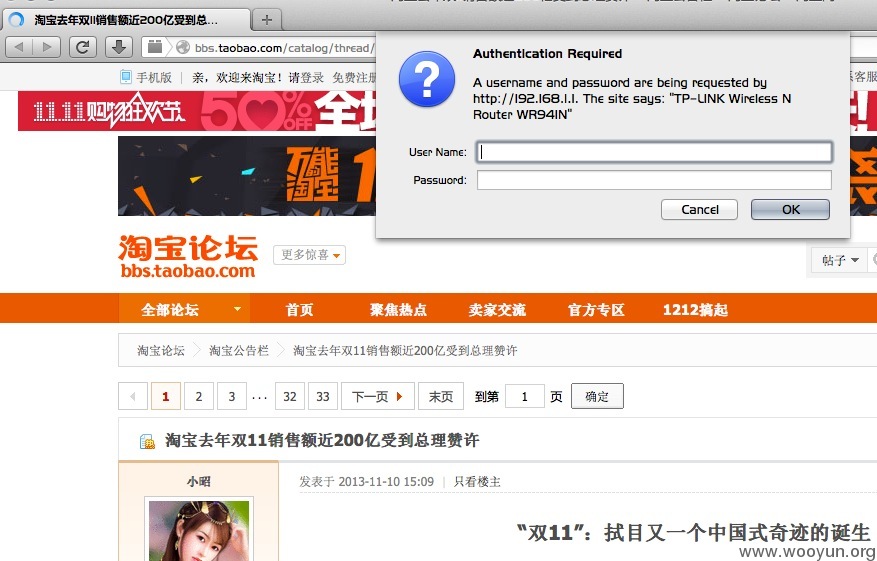 淘宝去年双11销售额近200亿受到总...
bbs.taobao.com/catalog/thread/
手机版
亲，欢迎来淘宝！请登录 免费注册
11.11购物狂欢节
50% OFF
Authentication Required
A username and password are being requested by
http://192.168.1.1. The site says: "TP-LINK Wireless N
Router WR941N"
User Name:
Password:
Cancel
OK
万能
淘宝
淘宝论坛
bbs.taobao.com
更多惊喜
帖子
全部论坛
首页
聚焦热点
卖家交流
官方专区
1212搞起
淘宝论坛
淘宝公告栏
淘宝去年双11销售额近200亿受到总理赞许
1 2 3 ... 32 33 下一页 末页 到第 1 页 确定
淘宝去年双11销售额近200亿受到总理赞许
小昭
发表于 2013-11-10 15:09 | 只看楼主
“双11”：拭目又一个中国式奇迹的诞生
www.wooyun.org